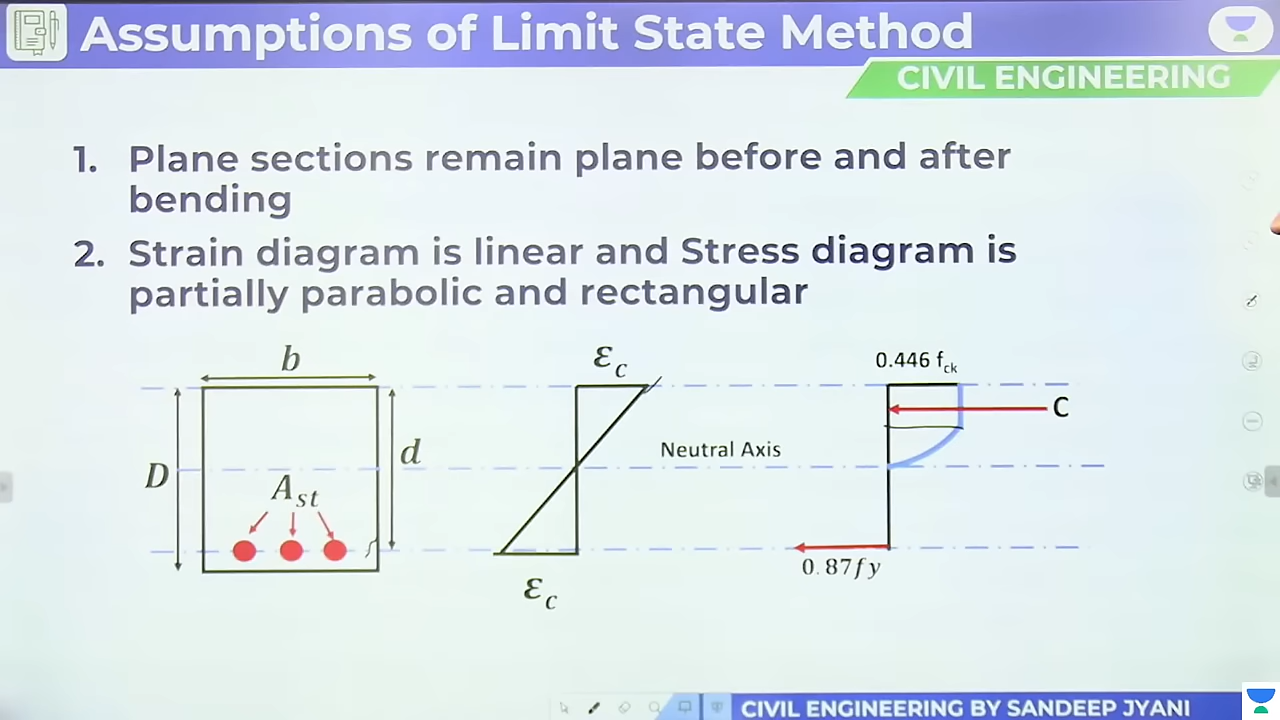 Assumptions of Limit State Method
CIVIL ENGINEERING
1. Plane sections remain plane before and after
bending
2. Strain diagram is linear and Stress diagram is
partially parabolic and rectangular
b
D
d
A_st
ε_c
Neutral Axis
ε_c
0.446 f_ck
C
0.87fy
CIVIL ENGINEERING BY SANDEEP JYANI